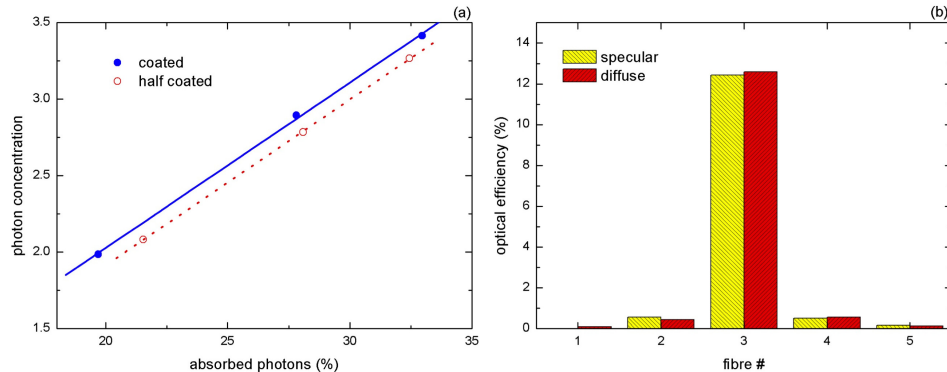 (a)
3.5
3.0
2.5
2.0
1.5
photon concentration
coated
half coated
20
25
30
35
absorbed photons (%)
(b)
14
12
10
8
6
4
2
0
optical efficiency (%)
specular
diffuse
1
2
3
4
5
fibre #